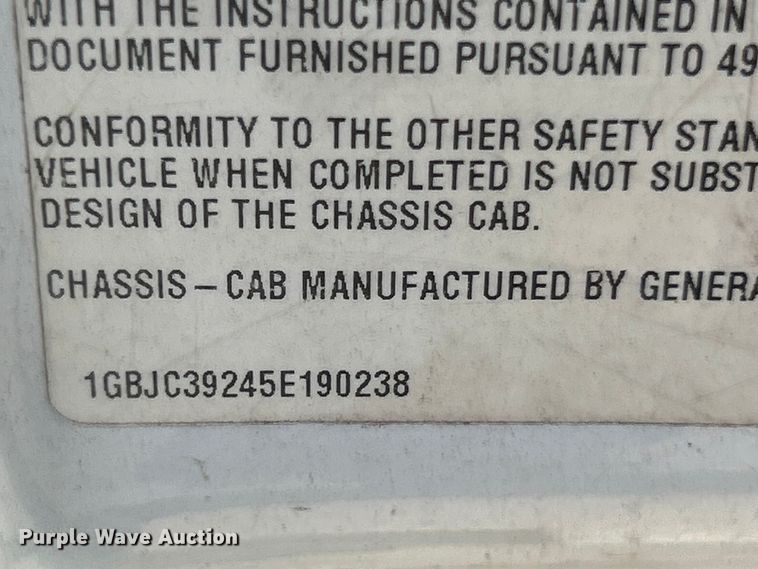 WITH THE INSTRUCTIONS CONTAINED IN
DOCUMENT FURNISHED PURSUANT TO 49
CONFORMITY TO THE OTHER SAFETY STAN
VEHICLE WHEN COMPLETED IS NOT SUBST
DESIGN OF THE CHASSIS CAB.
CHASSIS – CAB MANUFACTURED BY GENERA
1GBJC39245E190238
Purple Wave Auction